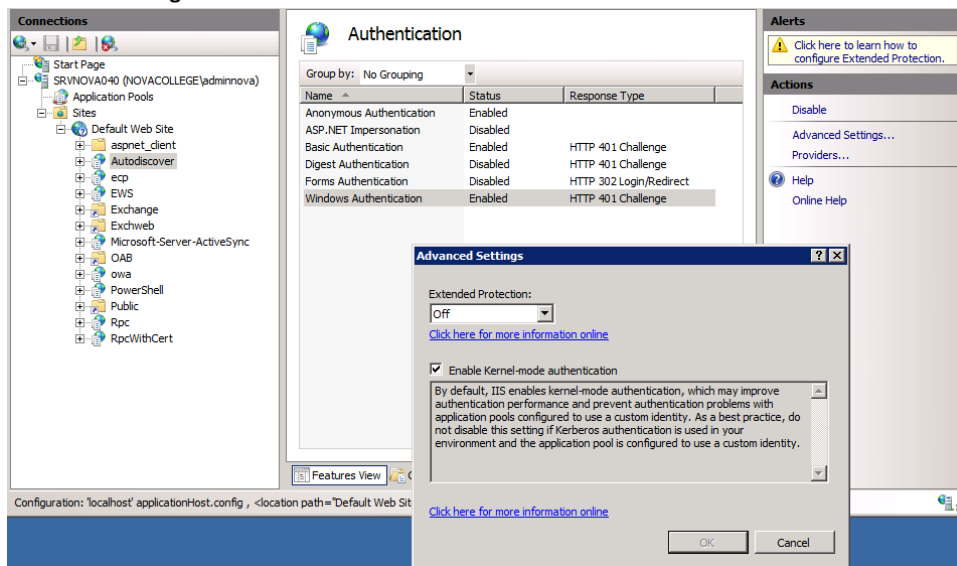 Connections
Start Page
SRVNOVA040 (NOVACOLLEGE\adminnova)
Application Pools
Sites
Default Web Site
aspnet_client
Autodiscover
ecp
EWS
Exchange
Exchweb
Microsoft-Server-ActiveSync
OAB
owa
PowerShell
Public
Rpc
RpcWithCert
Authentication
Group by: No Grouping
Name Status Response Type
Anonymous Authentication Enabled
ASP.NET Impersonation Disabled
Basic Authentication Enabled HTTP 401 Challenge
Digest Authentication Disabled HTTP 401 Challenge
Forms Authentication Disabled HTTP 302 Login/Redirect
Windows Authentication Enabled HTTP 401 Challenge
Features View
Alerts
Click here to learn how to
configure Extended Protection.
Actions
Disable
Advanced Settings...
Providers...
Help
Online Help
Advanced Settings
Extended Protection:
Off
Click here for more information online
Enable Kernel-mode authentication
By default, IIS enables kernel-mode authentication, which may improve
authentication performance and prevent authentication problems with
application pools configured to use a custom identity. As a best practice, do
not disable this setting if Kerberos authentication is used in your
environment and the application pool is configured to use a custom identity.
Click here for more information online
OK Cancel
Configuration: 'localhost' applicationHost.config , <location path="Default Web Sit